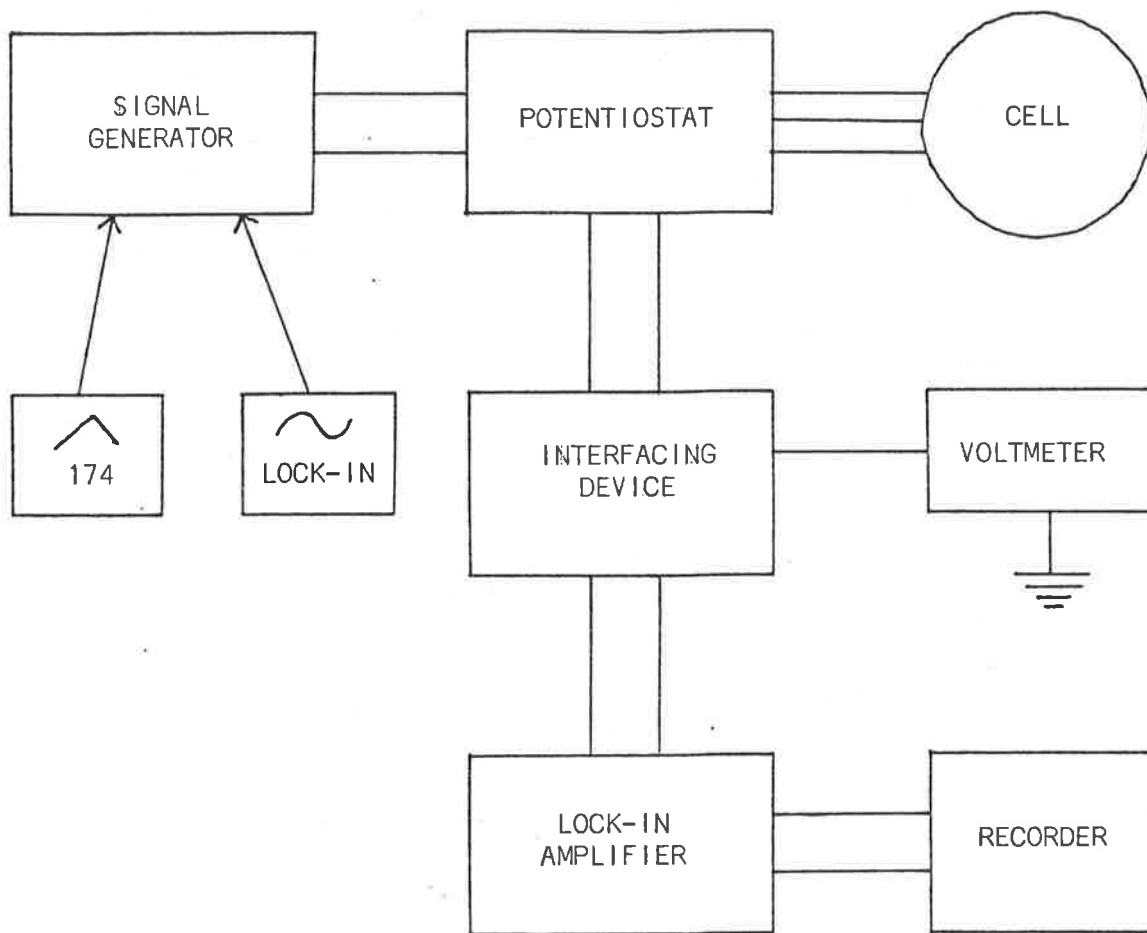 SIGNAL
GENERATOR
POTENTIOSTAT
CELL
174
LOCK-IN
INTERFACING
DEVICE
VOLTMETER
LOCK-IN
AMPLIFIER
RECORDER